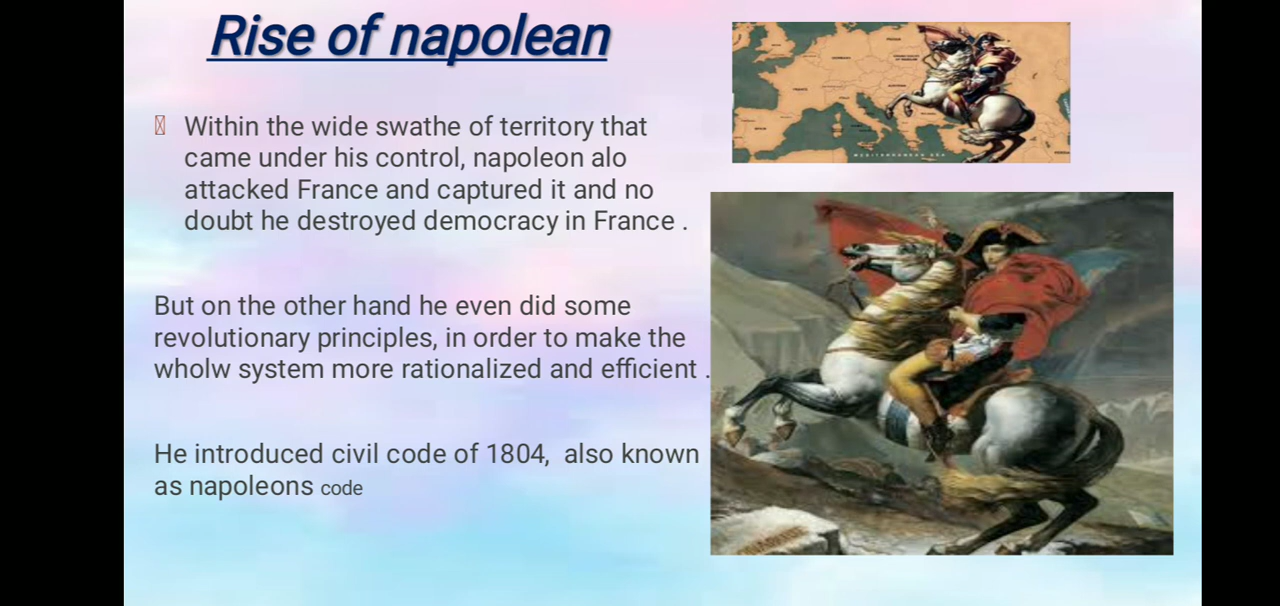 Rise of napolean
Within the wide swathe of territory that
came under his control, napoleon alo
attacked France and captured it and no
doubt he destroyed democracy in France .
But on the other hand he even did some
revolutionary principles, in order to make the
wholw system more rationalized and efficient .
He introduced civil code of 1804,  also known
as napoleons code
MEDITERRANEAN SEA